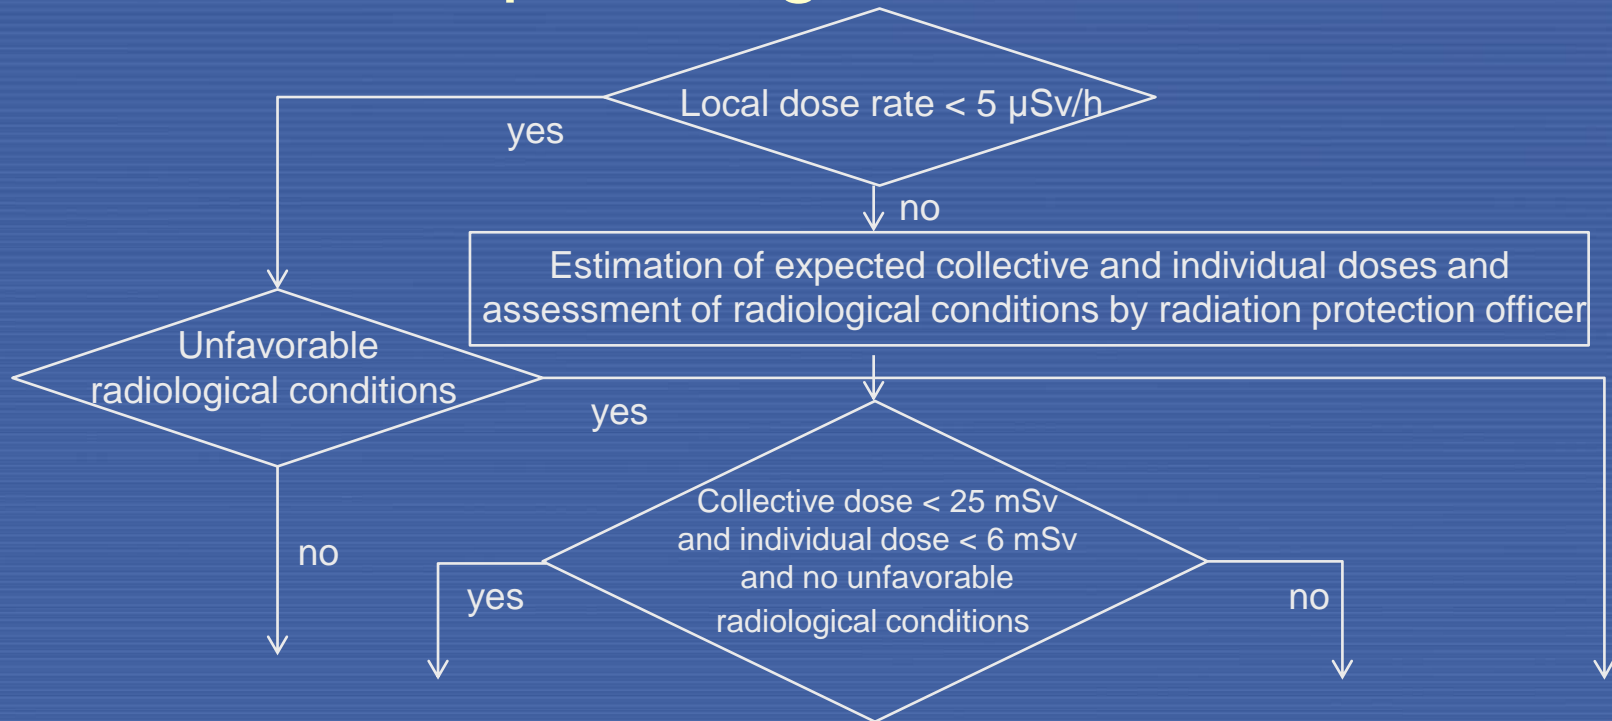 Local dose rate < 5 µSv/h
yes
no
Estimation of expected collective and individual doses and
assessment of radiological conditions by radiation protection officer
Unfavorable
radiological conditions
yes
no
Collective dose < 25 mSv
and individual dose < 6 mSv
and no unfavorable
radiological conditions
yes
no